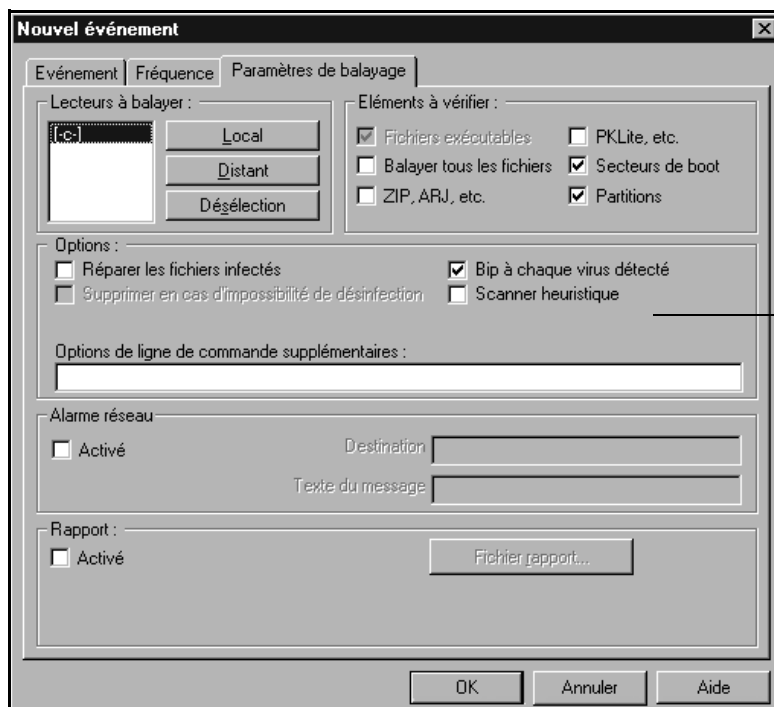 Nouvel événement
Evénement Fréquence Paramètres de balayage
Lecteurs à balayer :
[-c-]
Local
Distant
Désélection
Eléments à vérifier :
Fichiers exécutables
PKLite, etc.
Balayer tous les fichiers
Secteurs de boot
ZIP, ARJ, etc.
Partitions
Options :
Réparer les fichiers infectés
Bip à chaque virus détecté
Supprimer en cas d'impossibilité de désinfection
Scanner heuristique
Options de ligne de commande supplémentaires :
Alarme réseau
Activé
Destination
Texte du message
Rapport :
Activé
Fichier rapport...
OK
Annuler
Aide